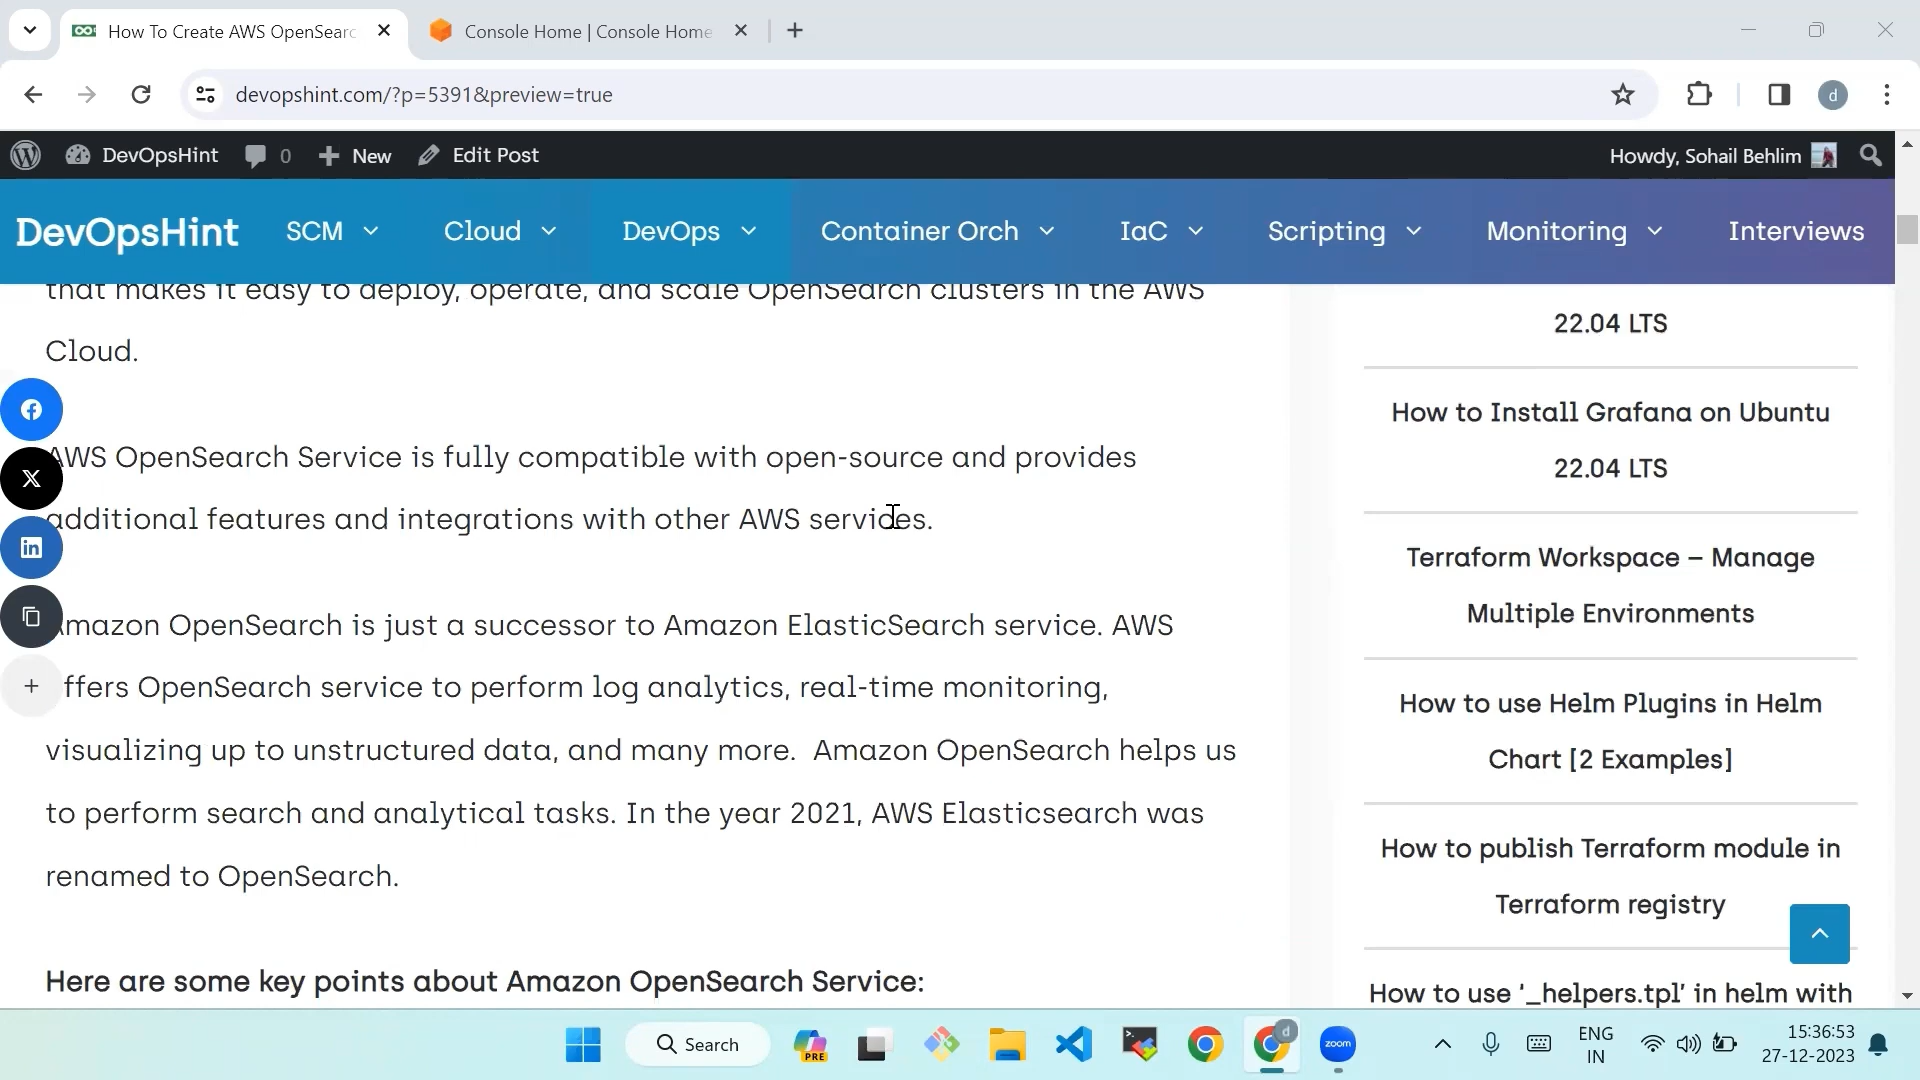 How To Create AWS OpenSearc
Console Home | Console Home
devopshint.com/?p=5391&preview=true
d
DevOpsHint
0
New
Edit Post
Howdy, Sohail Behlim
DevOpsHint
SCM
Cloud
DevOps
Container Orch
IaC
Scripting
Monitoring
Interviews
that makes it easy to deploy, operate, and scale OpenSearch clusters in the AWS
Cloud.
AWS OpenSearch Service is fully compatible with open-source and provides
additional features and integrations with other AWS services.
Amazon OpenSearch is just a successor to Amazon ElasticSearch service. AWS
offers OpenSearch service to perform log analytics, real-time monitoring,
visualizing up to unstructured data, and many more. Amazon OpenSearch helps us
to perform search and analytical tasks. In the year 2021, AWS Elasticsearch was
renamed to OpenSearch.
Here are some key points about Amazon OpenSearch Service:
22.04 LTS
How to Install Grafana on Ubuntu
22.04 LTS
Terraform Workspace – Manage
Multiple Environments
How to use Helm Plugins in Helm
Chart [2 Examples]
How to publish Terraform module in
Terraform registry
How to use ‘_helpers.tpl’ in helm with
Search
PRE
d
zoom
ENG
IN
15:36:53
27-12-2023